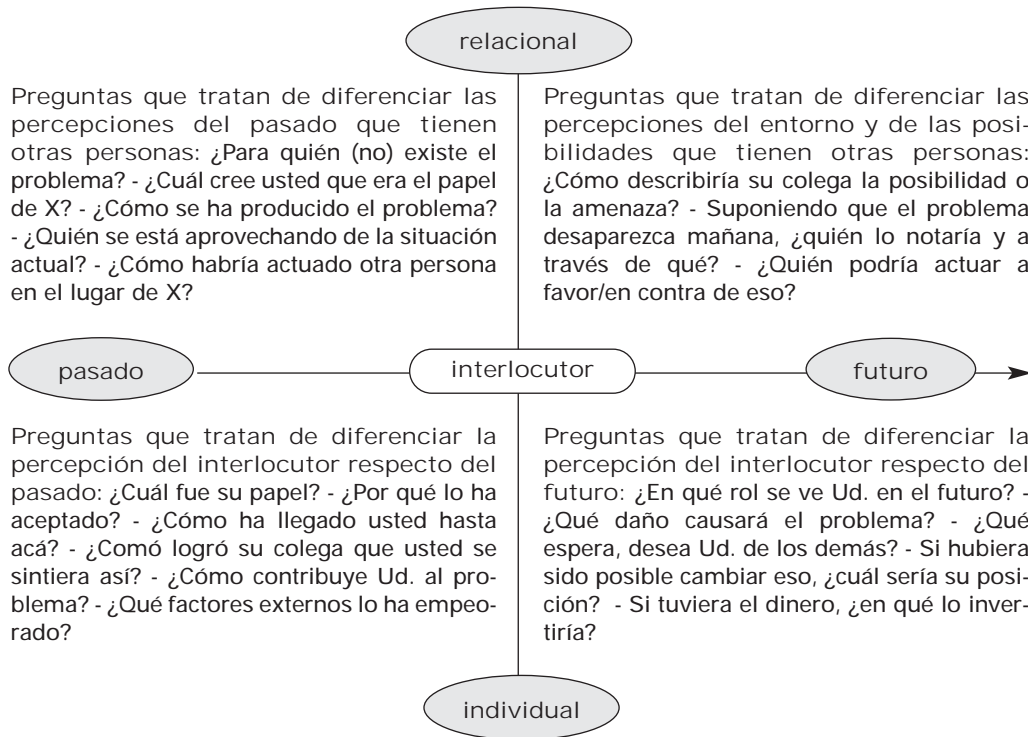 relacional
Preguntas que tratan de diferenciar las
percepciones del pasado que tienen
otras personas: ¿Para quién (no) existe el
problema? - ¿Cuál cree usted que era el papel
de X? - ¿Cómo se ha producido el problema?
- ¿Quién se está aprovechando de la situación
actual? - ¿Cómo habría actuado otra persona
en el lugar de X?
Preguntas que tratan de diferenciar las
percepciones del entorno y de las posi-
bilidades que tienen otras personas:
¿Cómo describiría su colega la posibilidad o
la amenaza? - Suponiendo que el problema
desaparezca mañana, ¿quién lo notaría y a
través de qué? - ¿Quién podría actuar a
favor/en contra de eso?
pasado
interlocutor
futuro
Preguntas que tratan de diferenciar la
percepción del interlocutor respecto del
pasado: ¿Cuál fue su papel? - ¿Por qué lo ha
aceptado? - ¿Cómo ha llegado usted hasta
acá? - ¿Comó logró su colega que usted se
sintiera así? - ¿Cómo contribuye Ud. al pro-
blema? - ¿Qué factores externos lo ha empeo-
rado?
Preguntas que tratan de diferenciar la
percepción del interlocutor respecto del
futuro: ¿En qué rol se ve Ud. en el futuro? -
¿Qué daño causará el problema? - ¿Qué
espera, desea Ud. de los demás? - Si hubiera
sido posible cambiar eso, ¿cuál sería su posi-
ción? - Si tuviera el dinero, ¿en qué lo inver-
tiría?
individual